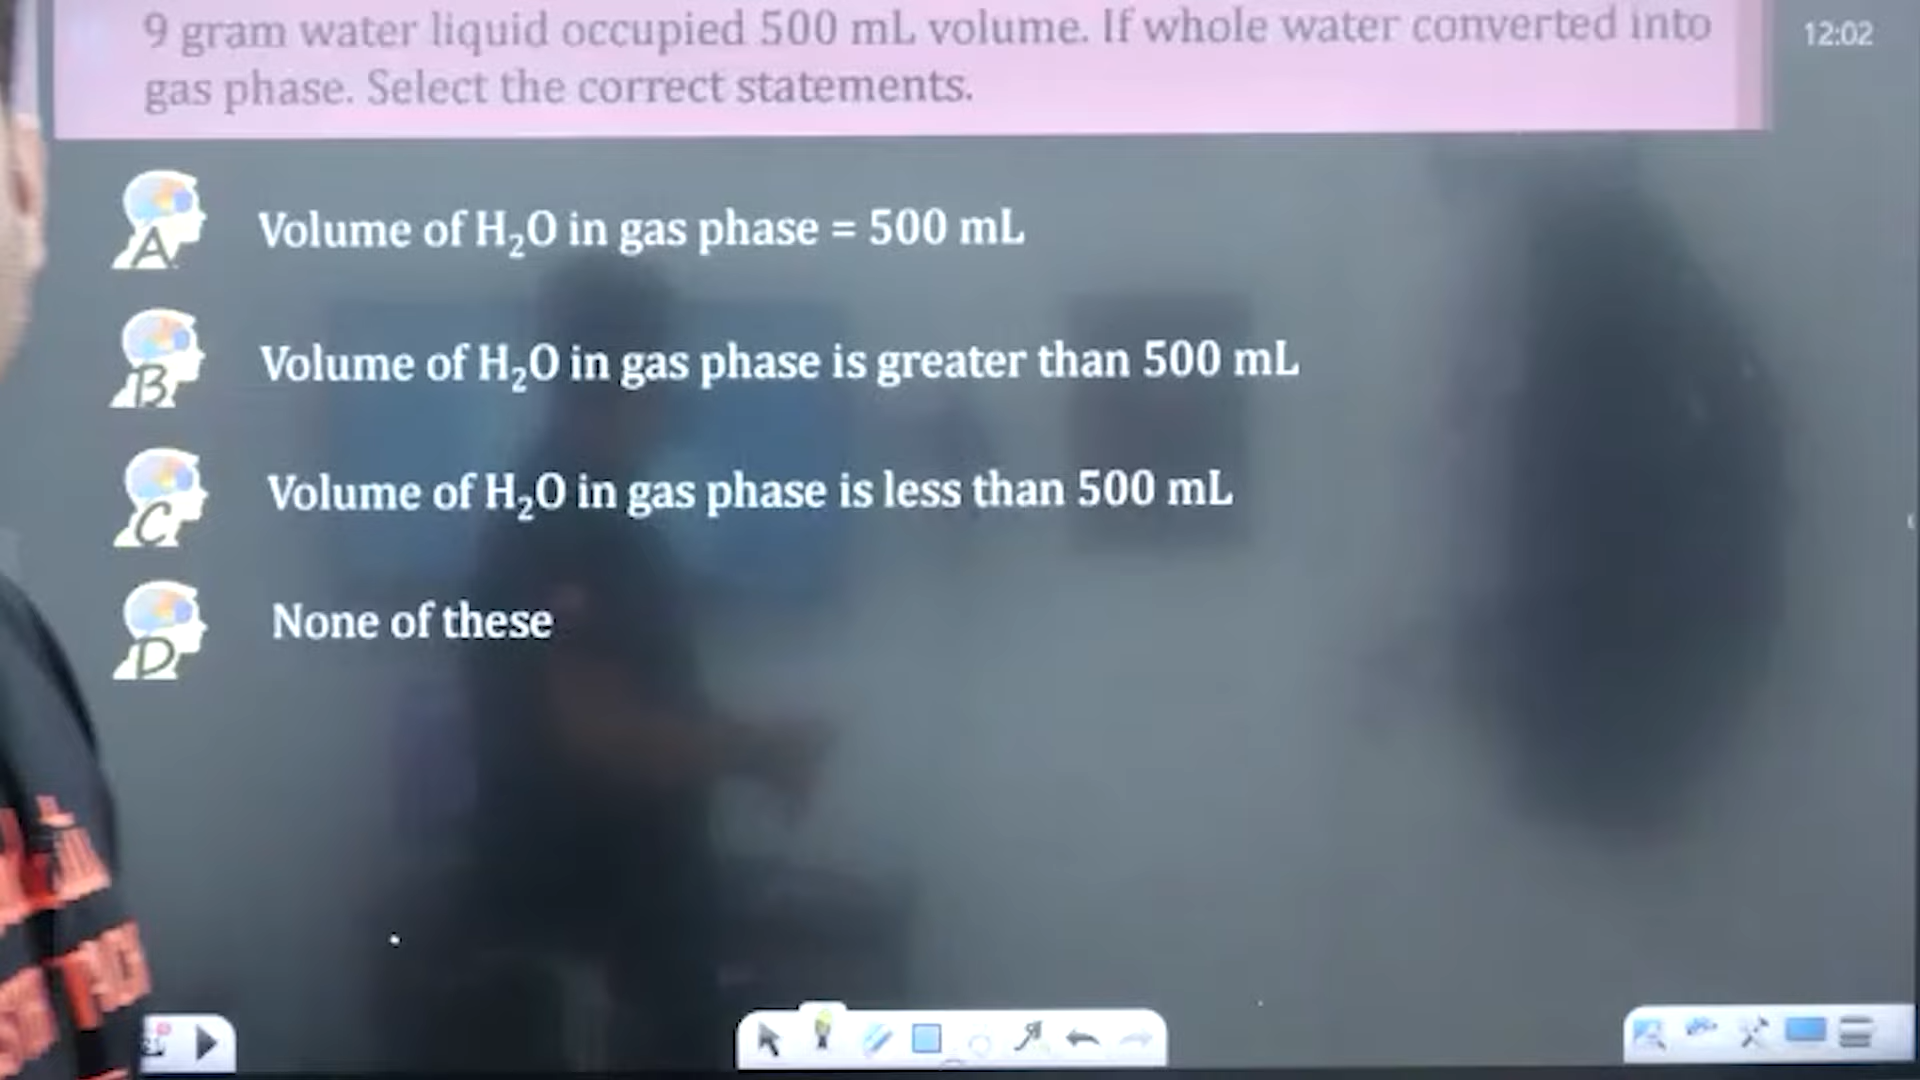 9 gram water liquid occupied 500 mL volume. If whole water converted into
12:02
gas phase. Select the correct statements.
A Volume of H₂O in gas phase = 500 mL
B Volume of H₂O in gas phase is greater than 500 mL
C Volume of H₂O in gas phase is less than 500 mL
D None of these